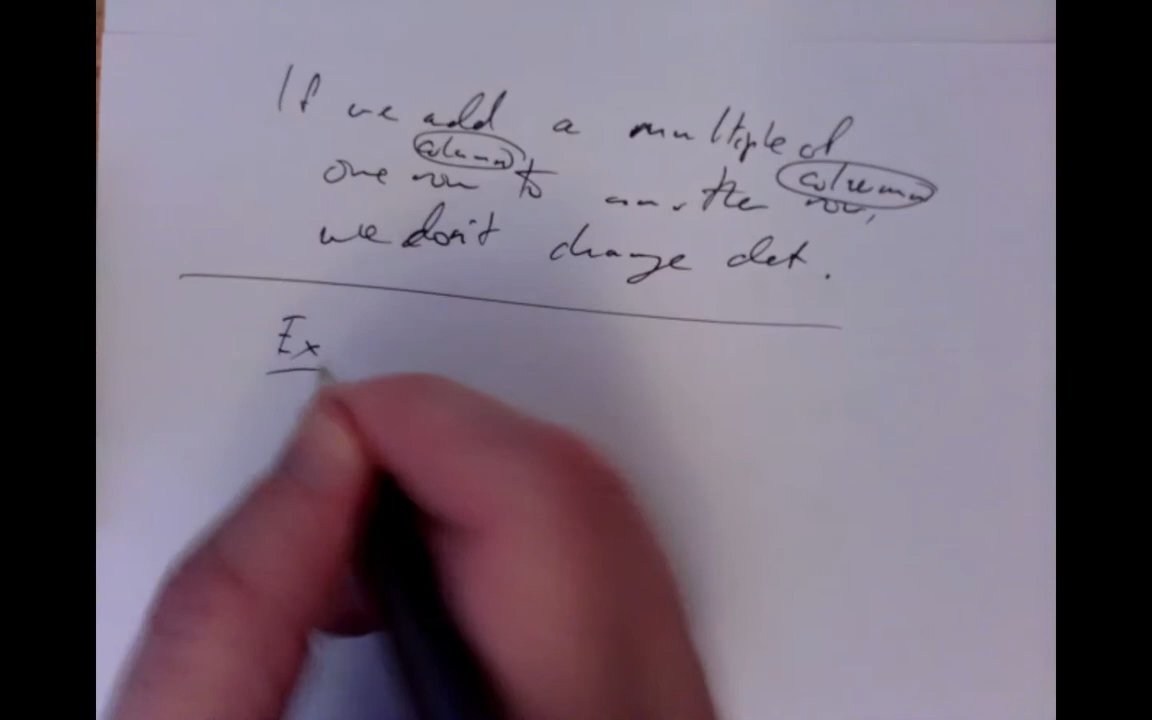 If we add a multiple of
column column
one row to another row,
we don't change det.
Ex